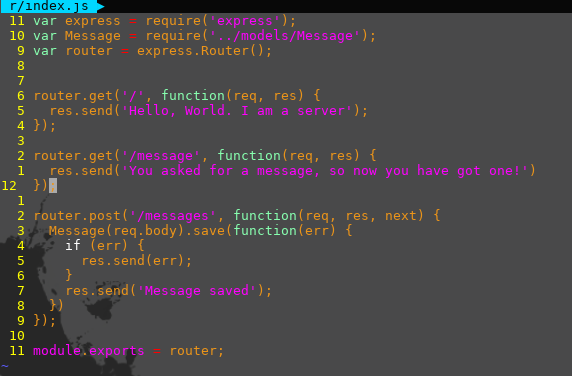 r/index.js
11 var express = require('express');
10 var Message = require('../models/Message');
9 var router = express.Router();
8
7
6 router.get('/', function(req, res) {
5 res.send('Hello, World. I am a server');
4 });
3
2 router.get('/message', function(req, res) {
1 res.send('You asked for a message, so now you have got one!')
12 });
1
2 router.post('/messages', function(req, res, next) {
3 Message(req.body).save(function(err) {
4 if (err) {
5 res.send(err);
6 }
7 res.send('Message saved');
8 })
9 });
10
11 module.exports = router;
~